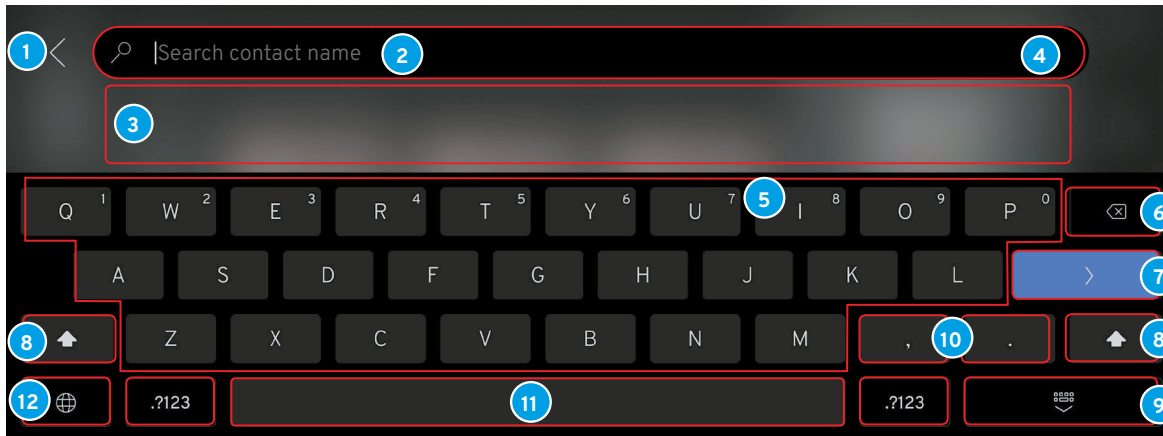 1 Search contact name 2 4
3
Q 1 W 2 E 3 R 4 T 5 Y 6 U 7 5 I 8 O 9 P 0 6
A S D F G H J K L 7
8 Z X C V B N M , 10 . 8
12 .?123 11 .?123 9